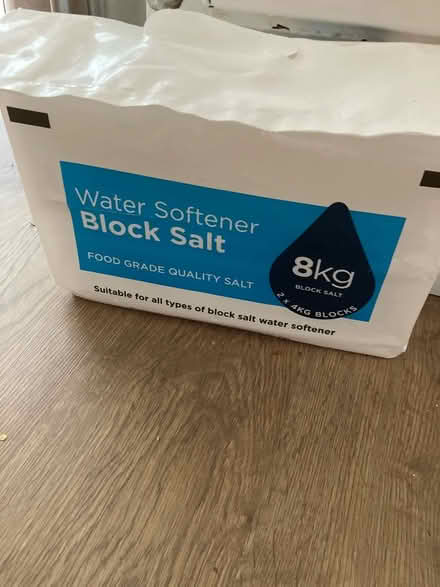 Water Softener
Block Salt
FOOD GRADE QUALITY SALT
8kg
BLOCK SALT
2 x 4KG BLOCKS
Suitable for all types of block salt water softener